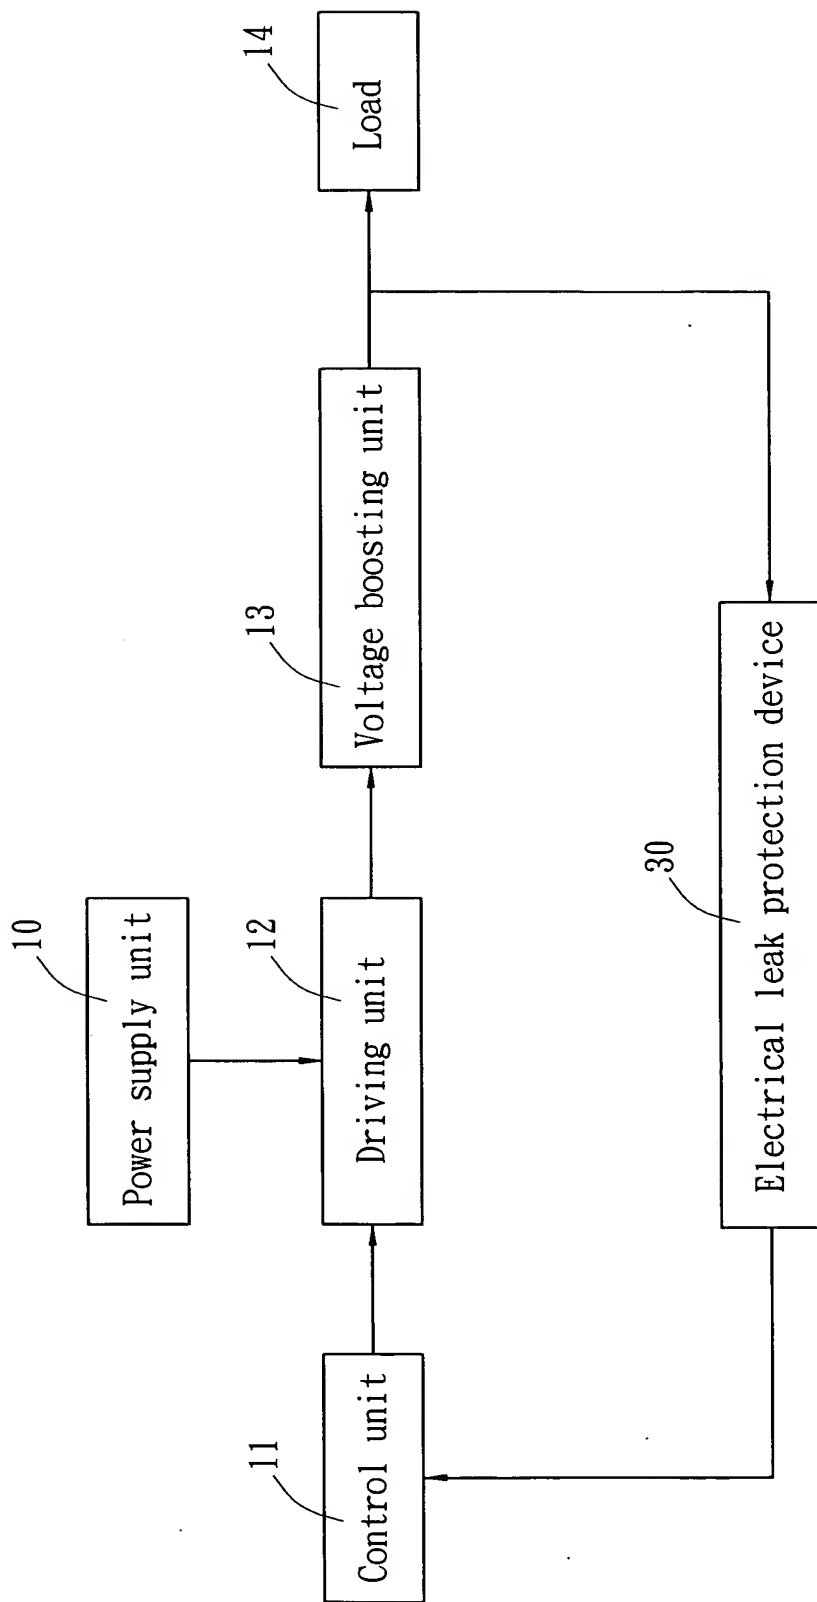 10
Power supply unit
11
Control unit
12
Driving unit
13
Voltage boosting unit
14
Load
30
Electrical leak protection device